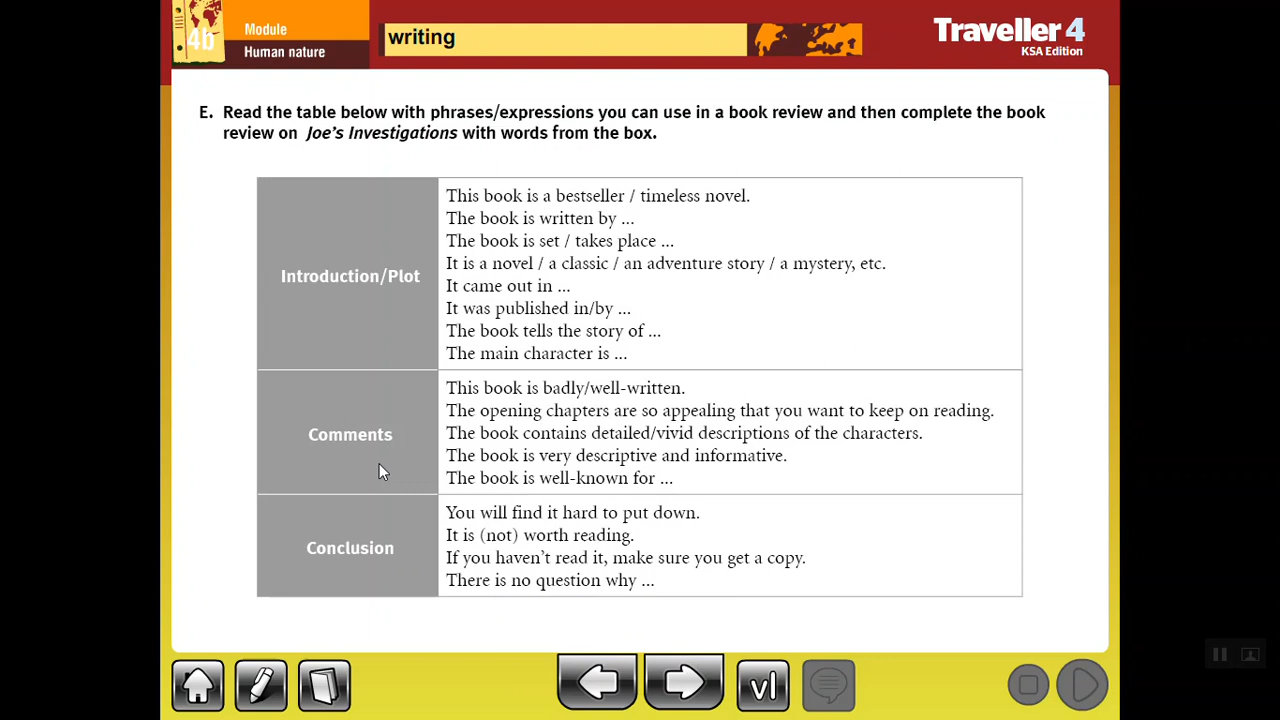 4b
Module
Human nature
writing
Traveller 4
KSA Edition
E. Read the table below with phrases/expressions you can use in a book review and then complete the book
review on Joe's Investigations with words from the box.
Introduction/Plot
This book is a bestseller / timeless novel.
The book is written by ...
The book is set / takes place ...
It is a novel / a classic / an adventure story / a mystery, etc.
It came out in ...
It was published in/by ...
The book tells the story of ...
The main character is ...
Comments
This book is badly/well-written.
The opening chapters are so appealing that you want to keep on reading.
The book contains detailed/vivid descriptions of the characters.
The book is very descriptive and informative.
The book is well-known for ...
Conclusion
You will find it hard to put down.
It is (not) worth reading.
If you haven't read it, make sure you get a copy.
There is no question why ...
vl